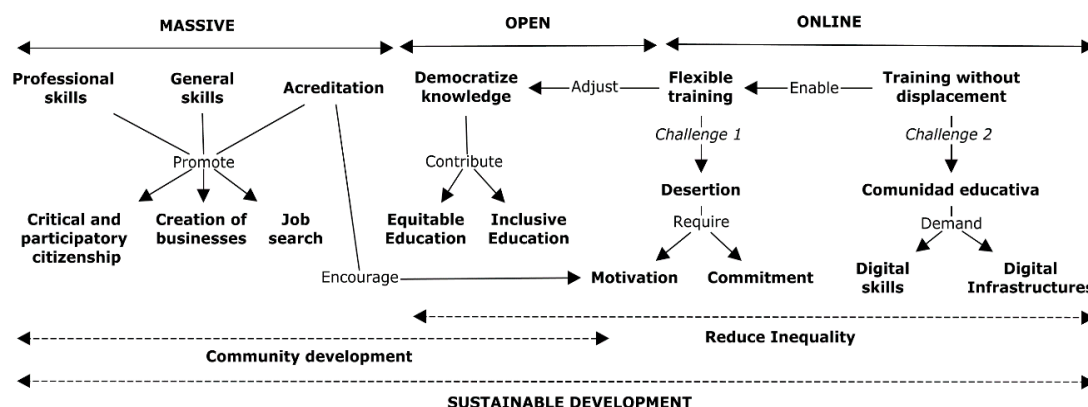 MASSIVE
OPEN
ONLINE
Professional
skills
General
skills
Acreditation
Democratize
knowledge
Adjust
Flexible
training
Enable
Training without
displacement
Challenge 1
Challenge 2
Promote
Contribute
Desertion
Comunidad educativa
Critical and
participatory
citizenship
Creation of
businesses
Job
search
Equitable
Education
Inclusive
Education
Require
Demand
Encourage
Motivation
Commitment
Digital
skills
Digital
Infrastructures
Reduce Inequality
Community development
SUSTAINABLE DEVELOPMENT